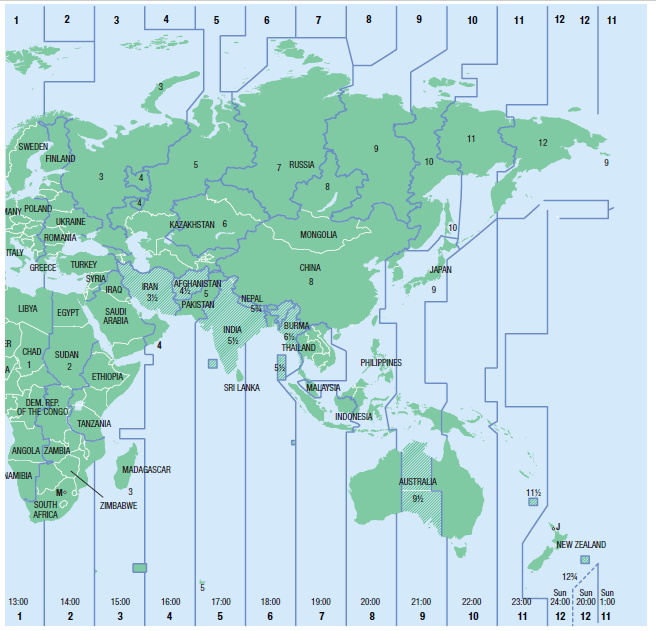 1 2 3 4 5 6 7 8 9 10 11 12 12 11
3
SWEDEN
FINLAND
3
4
4
5
7
RUSSIA
8
9
10
11
12
9
MANY
POLAND
UKRAINE
ROMANIA
ITALY
GREECE
TURKEY
SYRIA
IRAQ
KAZAKHSTAN 6
MONGOLIA
10
CHINA
8
JAPAN
9
IRAN
3½
AFGHANISTAN
4½
5
PAKISTAN
NEPAL
5¾
INDIA
5½
BURMA
6½
THAILAND
5½
LIBYA
EGYPT
SAUDI
ARABIA
4
ER
CHAD
1
A
SUDAN
2
ETHIOPIA
SRI LANKA
MALAYSIA
PHILIPPINES
INDONESIA
DEM. REP.
OF THE CONGO
TANZANIA
ANGOLA
ZAMBIA
NAMIBIA
MADAGASCAR
3
M
ZIMBABWE
SOUTH
AFRICA
AUSTRALIA
9½
11½
J
NEW ZEALAND
12¾
5
Sun Sun Sun
13:00 14:00 15:00 16:00 17:00 18:00 19:00 20:00 21:00 22:00 23:00 24:00 20:00 1:00
1 2 3 4 5 6 7 8 9 10 11 12 12 11